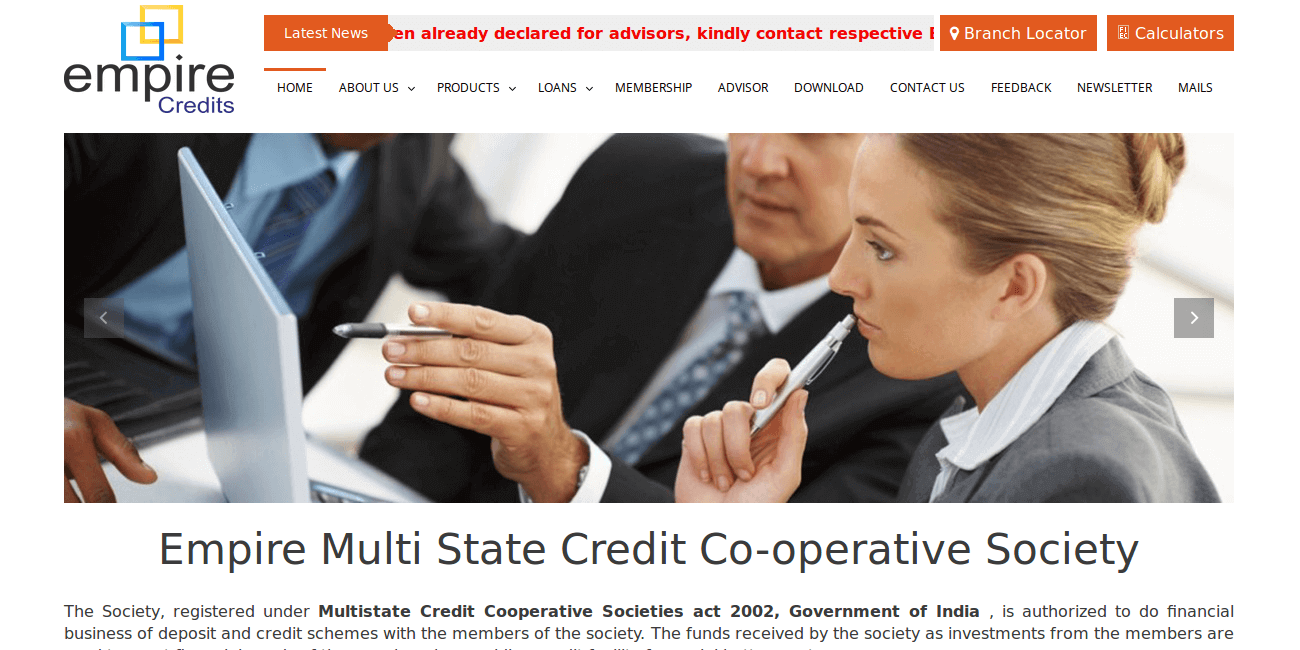 empire
Credits
Latest News
en already declared for advisors, kindly contact respective
Branch Locator
Calculators
HOME
ABOUT US
PRODUCTS
LOANS
MEMBERSHIP
ADVISOR
DOWNLOAD
CONTACT US
FEEDBACK
NEWSLETTER
MAILS
Empire Multi State Credit Co-operative Society
The Society, registered under Multistate Credit Cooperative Societies act 2002, Government of India , is authorized to do financial
business of deposit and credit schemes with the members of the society. The funds received by the society as investments from the members are